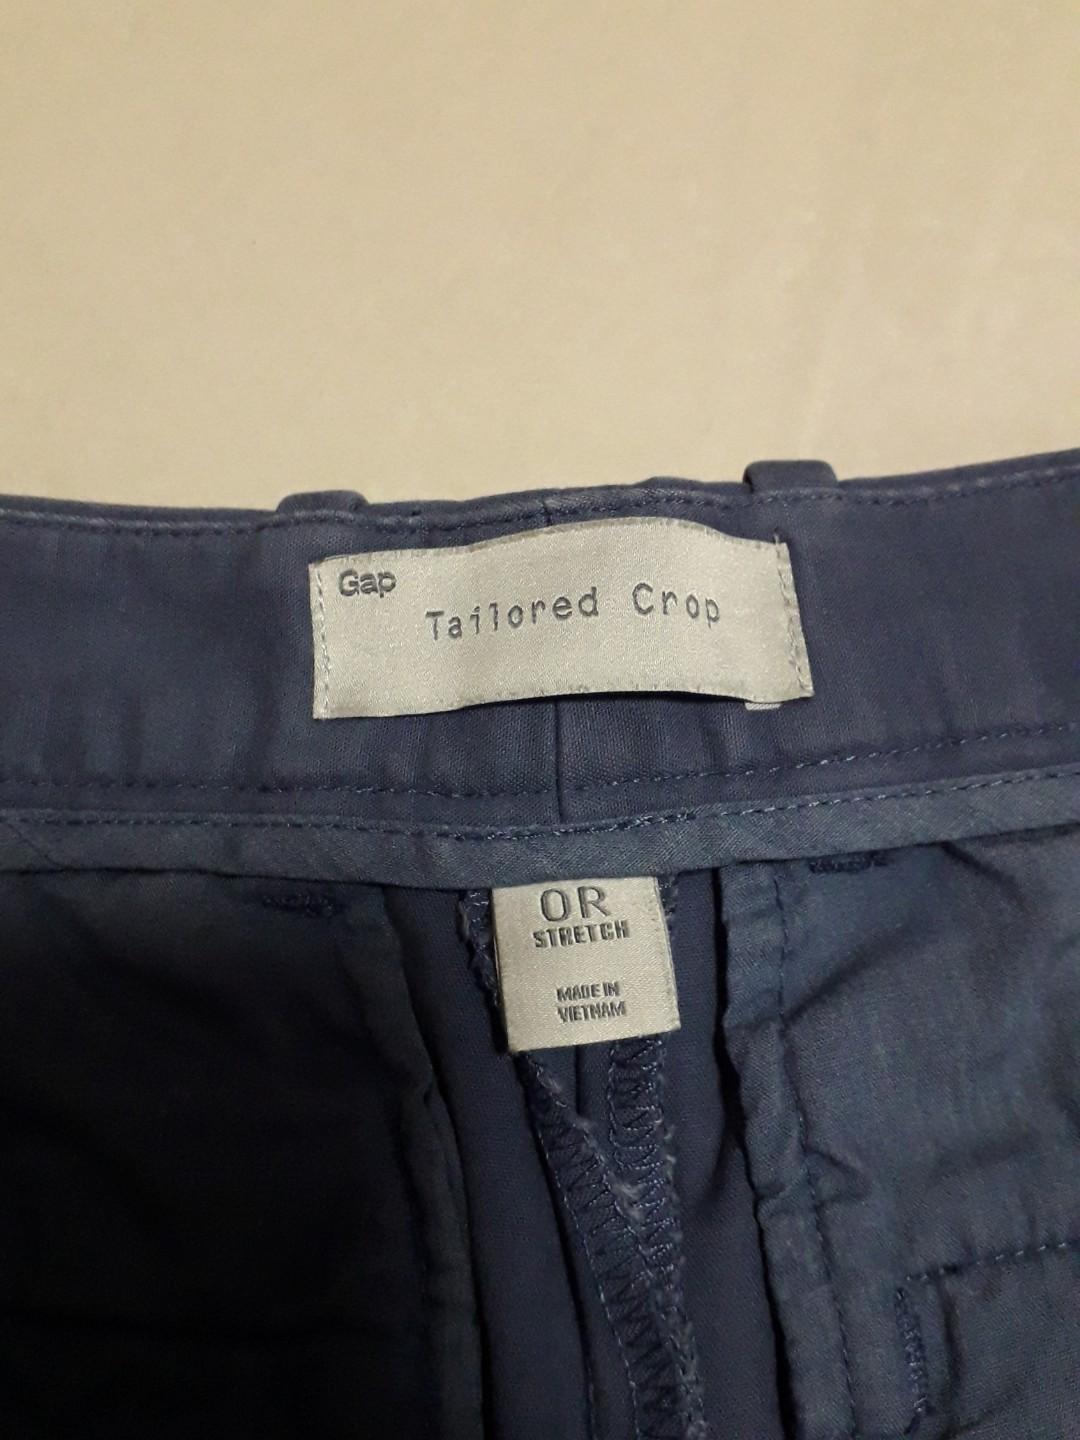 Gap
Tailored Crop
0R
STRETCH
MADE IN
VIETNAM